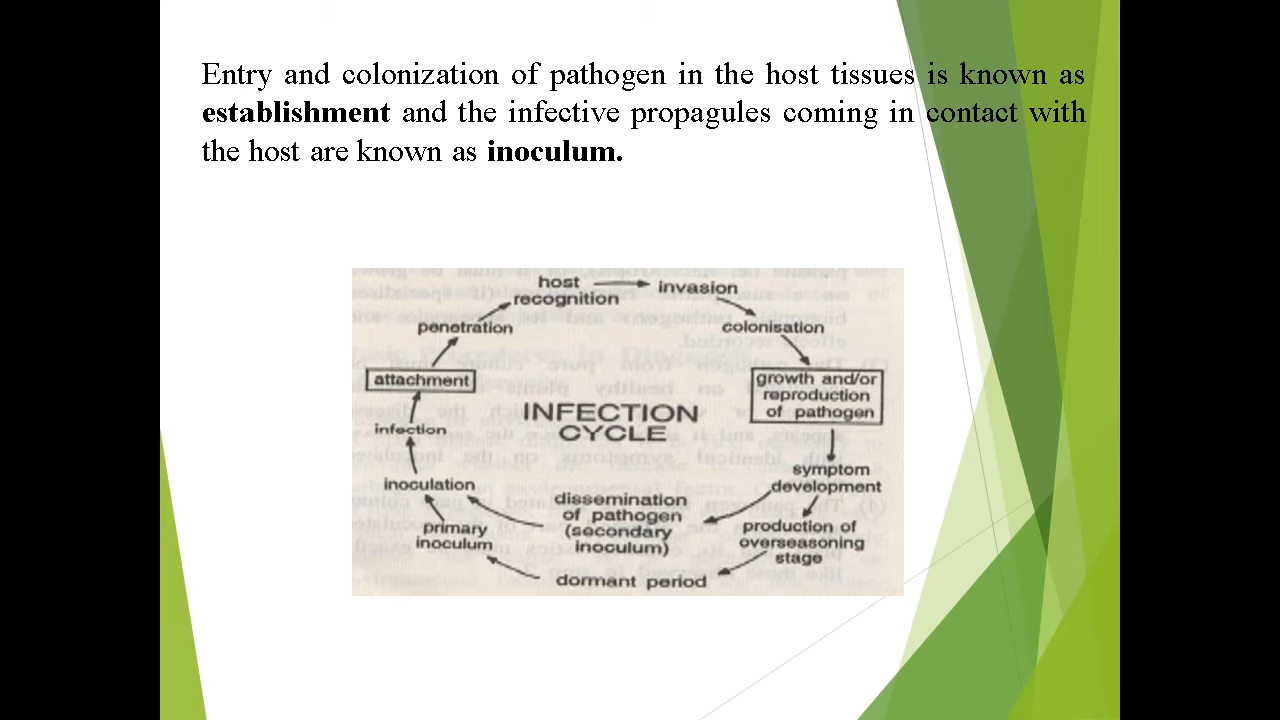 Entry and colonization of pathogen in the host tissues is known as
establishment and the infective propagules coming in contact with
the host are known as inoculum.
host
recognition
invasion
penetration
colonisation
attachment
growth and/or
reproduction
of pathogen
INFECTION
CYCLE
infection
symptom
development
inoculation
dissemination
of pathogen
(secondary
inoculum)
primary
inoculum
production of
overseasoning
stage
dormant period